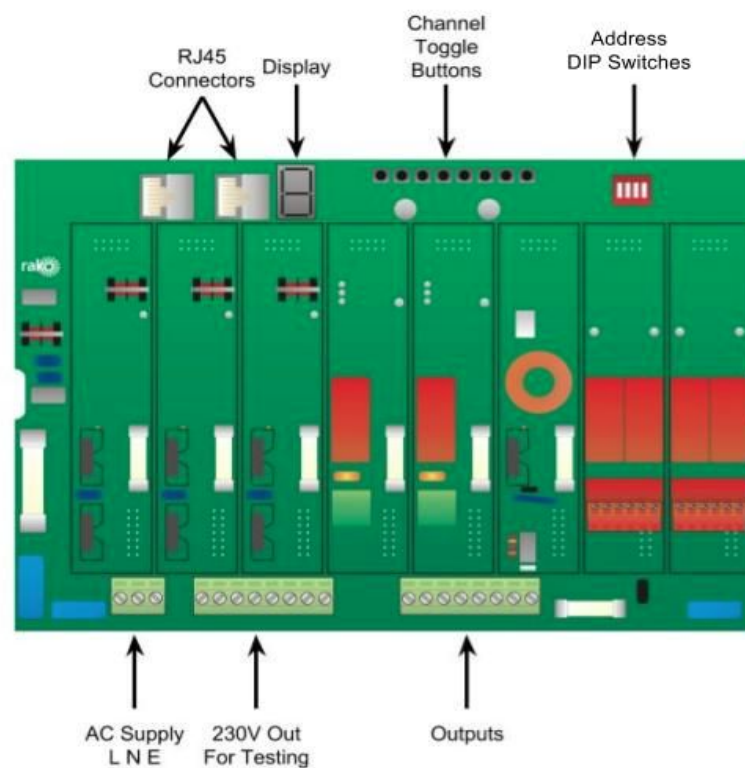 RJ45
Connectors
Display
Channel
Toggle
Buttons
Address
DIP Switches
rako
AC Supply
L N E
230V Out
For Testing
Outputs